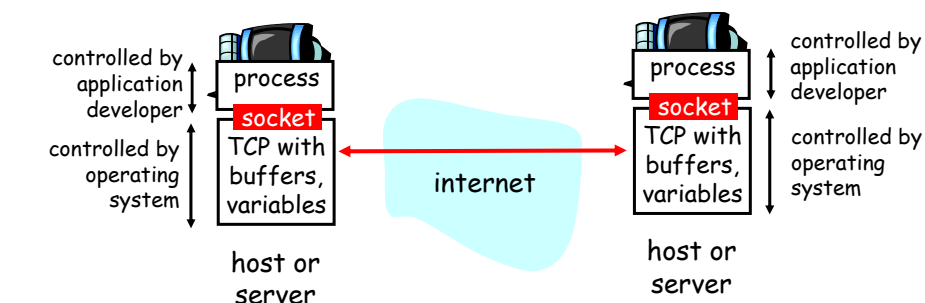 controlled by
application
developer
process
socket
controlled by
operating
system
TCP with
buffers,
variables
host or
server
internet
process
socket
TCP with
buffers,
variables
controlled by
application
developer
controlled by
operating
system
host or
server